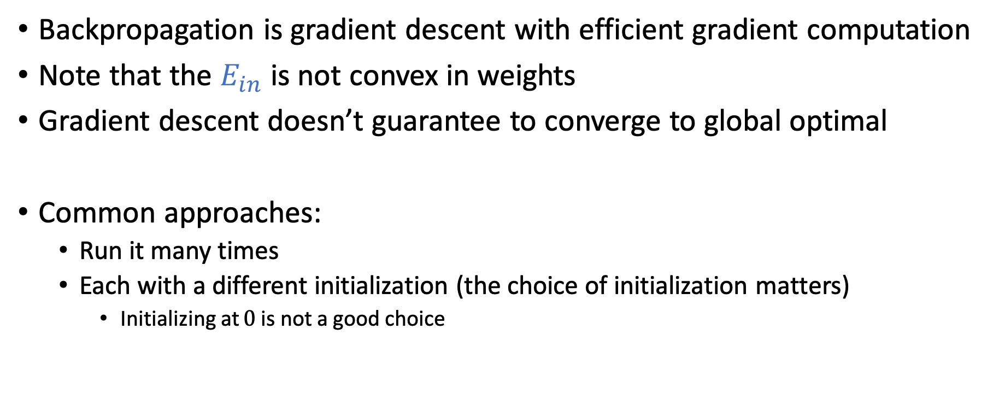 • Backpropagation is gradient descent with efficient gradient computation
• Note that the E_in is not convex in weights
• Gradient descent doesn’t guarantee to converge to global optimal
• Common approaches:
• Run it many times
• Each with a different initialization (the choice of initialization matters)
• Initializing at 0 is not a good choice